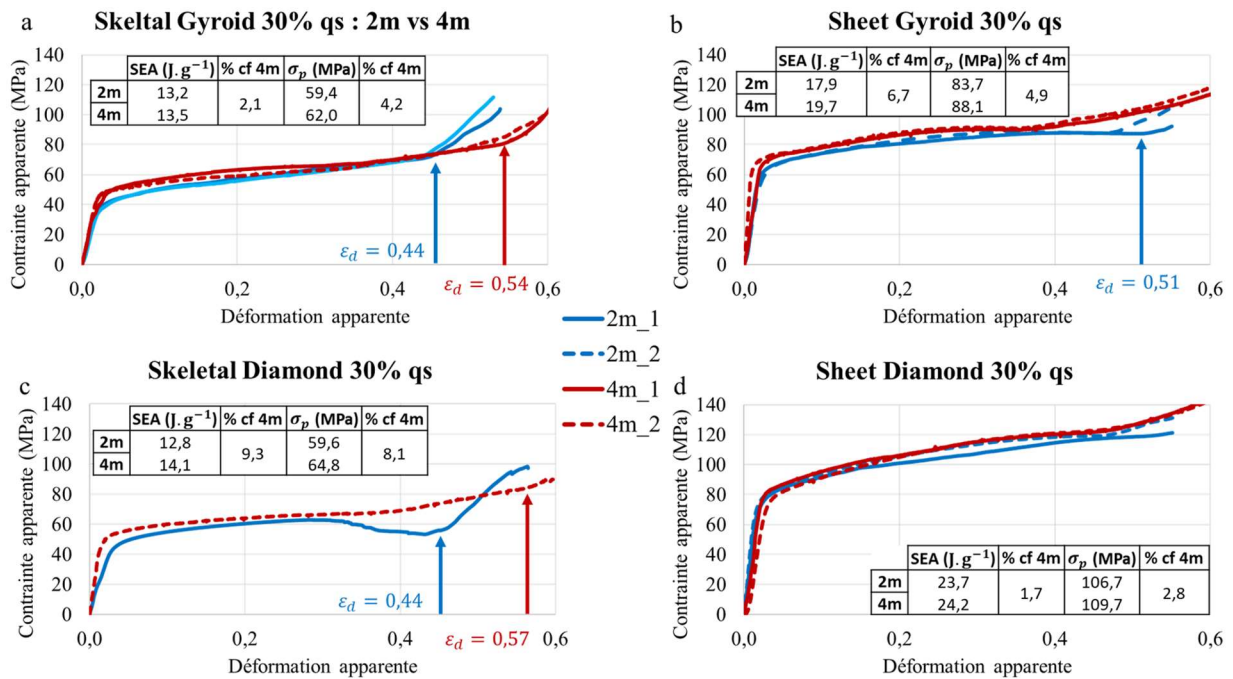 a
Skeltal Gyroid 30% qs : 2m vs 4m
Contrainte apparente (MPa)
140
120
100
80
60
40
20
0
SEA (J. g⁻¹) % cf 4m σp (MPa) % cf 4m
2m 13,2 2,1 59,4 4,2
4m 13,5 62,0
εd = 0,44
εd = 0,54
0,0 0,2 0,4 0,6
Déformation apparente
b
Sheet Gyroid 30% qs
Contrainte apparente (MPa)
140
120
100
80
60
40
20
0
SEA (J. g⁻¹) % cf 4m σp (MPa) % cf 4m
2m 17,9 6,7 83,7 4,9
4m 19,7 88,1
εd = 0,51
0,0 0,2 0,4 0,6
Déformation apparente
2m_1
2m_2
4m_1
4m_2
c
Skeletal Diamond 30% qs
Contrainte apparente (MPa)
140
120
100
80
60
40
20
0
SEA (J. g⁻¹) % cf 4m σp (MPa) % cf 4m
2m 12,8 9,3 59,6 8,1
4m 14,1 64,8
εd = 0,44
εd = 0,57
0,0 0,2 0,4 0,6
Déformation apparente
d
Sheet Diamond 30% qs
Contrainte apparente (MPa)
140
120
100
80
60
40
20
0
SEA (J. g⁻¹) % cf 4m σp (MPa) % cf 4m
2m 23,7 1,7 106,7 2,8
4m 24,2 109,7
0,0 0,2 0,4 0,6
Déformation apparente